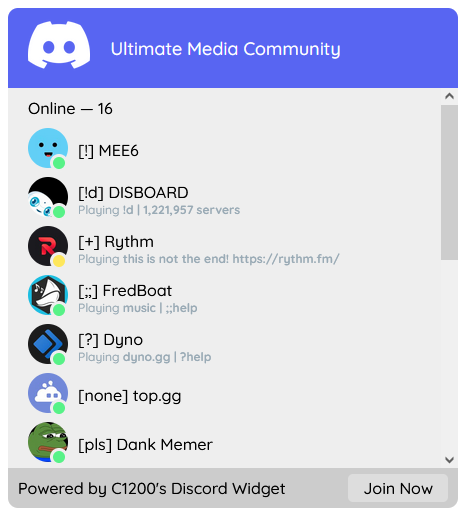 Ultimate Media Community
Online — 16
[!] MEE6
[!d] DISBOARD
Playing !d | 1,221,957 servers
[+] Rythm
Playing this is not the end! https://rythm.fm/
[;;] FredBoat
Playing music | ;;help
[?] Dyno
Playing dyno.gg | ?help
[none] top.gg
[pls] Dank Memer
Powered by C1200's Discord Widget
Join Now